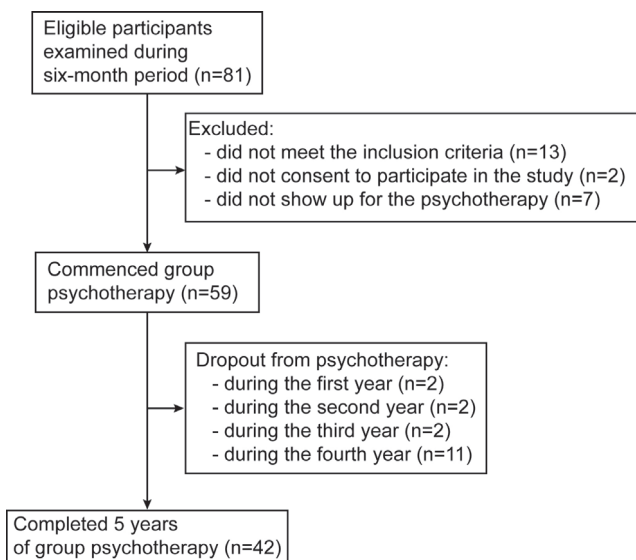 Eligible participants
examined during
six-month period (n=81)
Excluded:
- did not meet the inclusion criteria (n=13)
- did not consent to participate in the study (n=2)
- did not show up for the psychotherapy (n=7)
Commenced group
psychotherapy (n=59)
Dropout from psychotherapy:
- during the first year (n=2)
- during the second year (n=2)
- during the third year (n=2)
- during the fourth year (n=11)
Completed 5 years
of group psychotherapy (n=42)